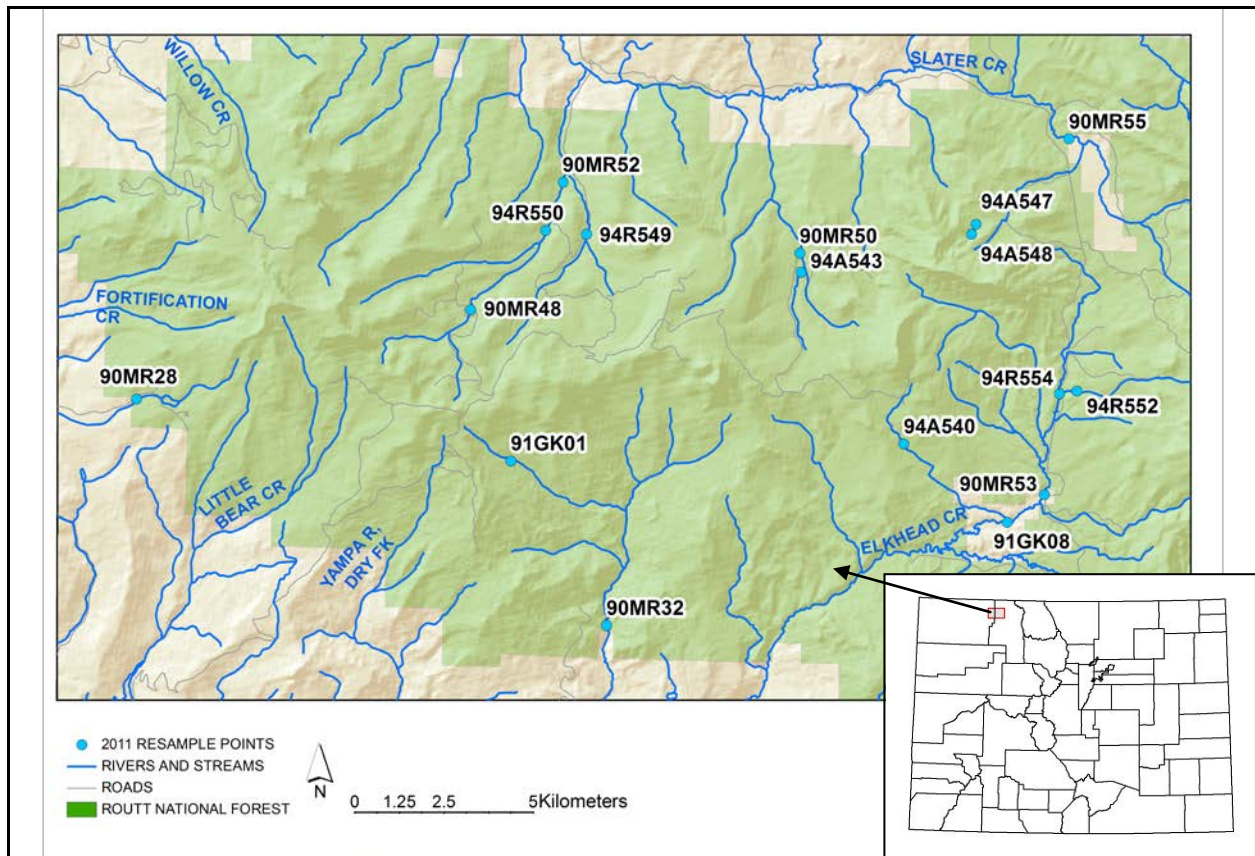 WILLOW CR
SLATER CR
90MR55
90MR52
94R550
94R549
94A547
94A548
90MR50
94A543
FORTIFICATION
CR
90MR48
90MR28
94R554
94R552
94A540
91GK01
90MR53
LITTLE
BEAR CR
YAMPA R,
DRY FK
ELKHEAD CR
91GK08
90MR32
2011 RESAMPLE POINTS
RIVERS AND STREAMS
ROADS
ROUTT NATIONAL FOREST
N
0 1.25 2.5 5Kilometers